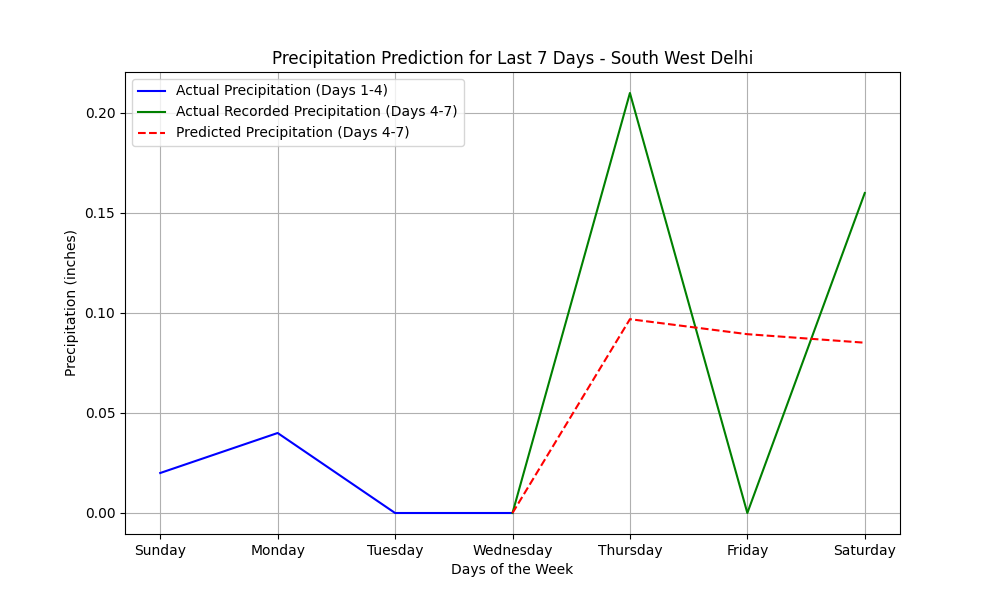 Precipitation Prediction for Last 7 Days - South West Delhi
Actual Precipitation (Days 1-4)
Actual Recorded Precipitation (Days 4-7)
Predicted Precipitation (Days 4-7)
Precipitation (inches)
0.20
0.15
0.10
0.05
0.00
Sunday Monday Tuesday Wednesday Thursday Friday Saturday
Days of the Week